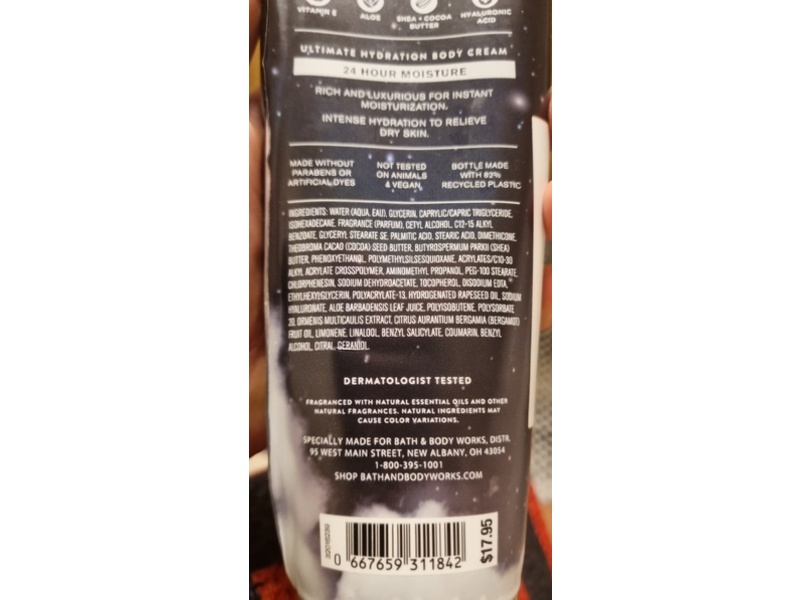 VITAMIN E
ALOE
SHEA + COCOA
BUTTER
HYALURONIC
ACID
ULTIMATE HYDRATION BODY CREAM
24 HOUR MOISTURE
RICH AND LUXURIOUS FOR INSTANT
MOISTURIZATION.
INTENSE HYDRATION TO RELIEVE
DRY SKIN.
MADE WITHOUT
PARABENS OR
ARTIFICIAL DYES
NOT TESTED
ON ANIMALS
& VEGAN
BOTTLE MADE
WITH 82%
RECYCLED PLASTIC
INGREDIENTS: WATER (AQUA, EAU), GLYCERIN, CAPRYLIC/CAPRIC TRIGLYCERIDE,
ISOHEXADECANE, FRAGRANCE (PARFUM), CETYL ALCOHOL, C12-15 ALKYL
BENZOATE, GLYCERYL STEARATE SE, PALMITIC ACID, STEARIC ACID, DIMETHICONE,
THEOBROMA CACAO (COCOA) SEED BUTTER, BUTYROSPERMUM PARKII (SHEA)
BUTTER, PHENOXYETHANOL, POLYMETHYLSILSESQUIOXANE, ACRYLATES/C10-30
ALKYL ACRYLATE CROSSPOLYMER, AMINOMETHYL PROPANOL, PEG-100 STEARATE,
CHLORPHENESIN, SODIUM DEHYDROACETATE, TOCOPHEROL, DISODIUM EDTA,
ETHYLHEXYLGLYCERIN, POLYACRYLATE-13, HYDROGENATED RAPESEED OIL, SODIUM
HYALURONATE, ALOE BARBADENSIS LEAF JUICE, POLYISOBUTENE, POLYSORBATE
20, ORMENIS MULTICAULIS EXTRACT, CITRUS AURANTIUM BERGAMIA (BERGAMOT)
FRUIT OIL, LIMONENE, LINALOOL, BENZYL SALICYLATE, COUMARIN, BENZYL
ALCOHOL, CITRAL, GERANIOL.
DERMATOLOGIST TESTED
FRAGRANCED WITH NATURAL ESSENTIAL OILS AND OTHER
NATURAL FRAGRANCES. NATURAL INGREDIENTS MAY
CAUSE COLOR VARIATIONS.
SPECIALLY MADE FOR BATH & BODY WORKS, DISTR.
95 WEST MAIN STREET, NEW ALBANY, OH 43054
1-800-395-1001
SHOP BATHANDBODYWORKS.COM
0 667659 311842
$17.95